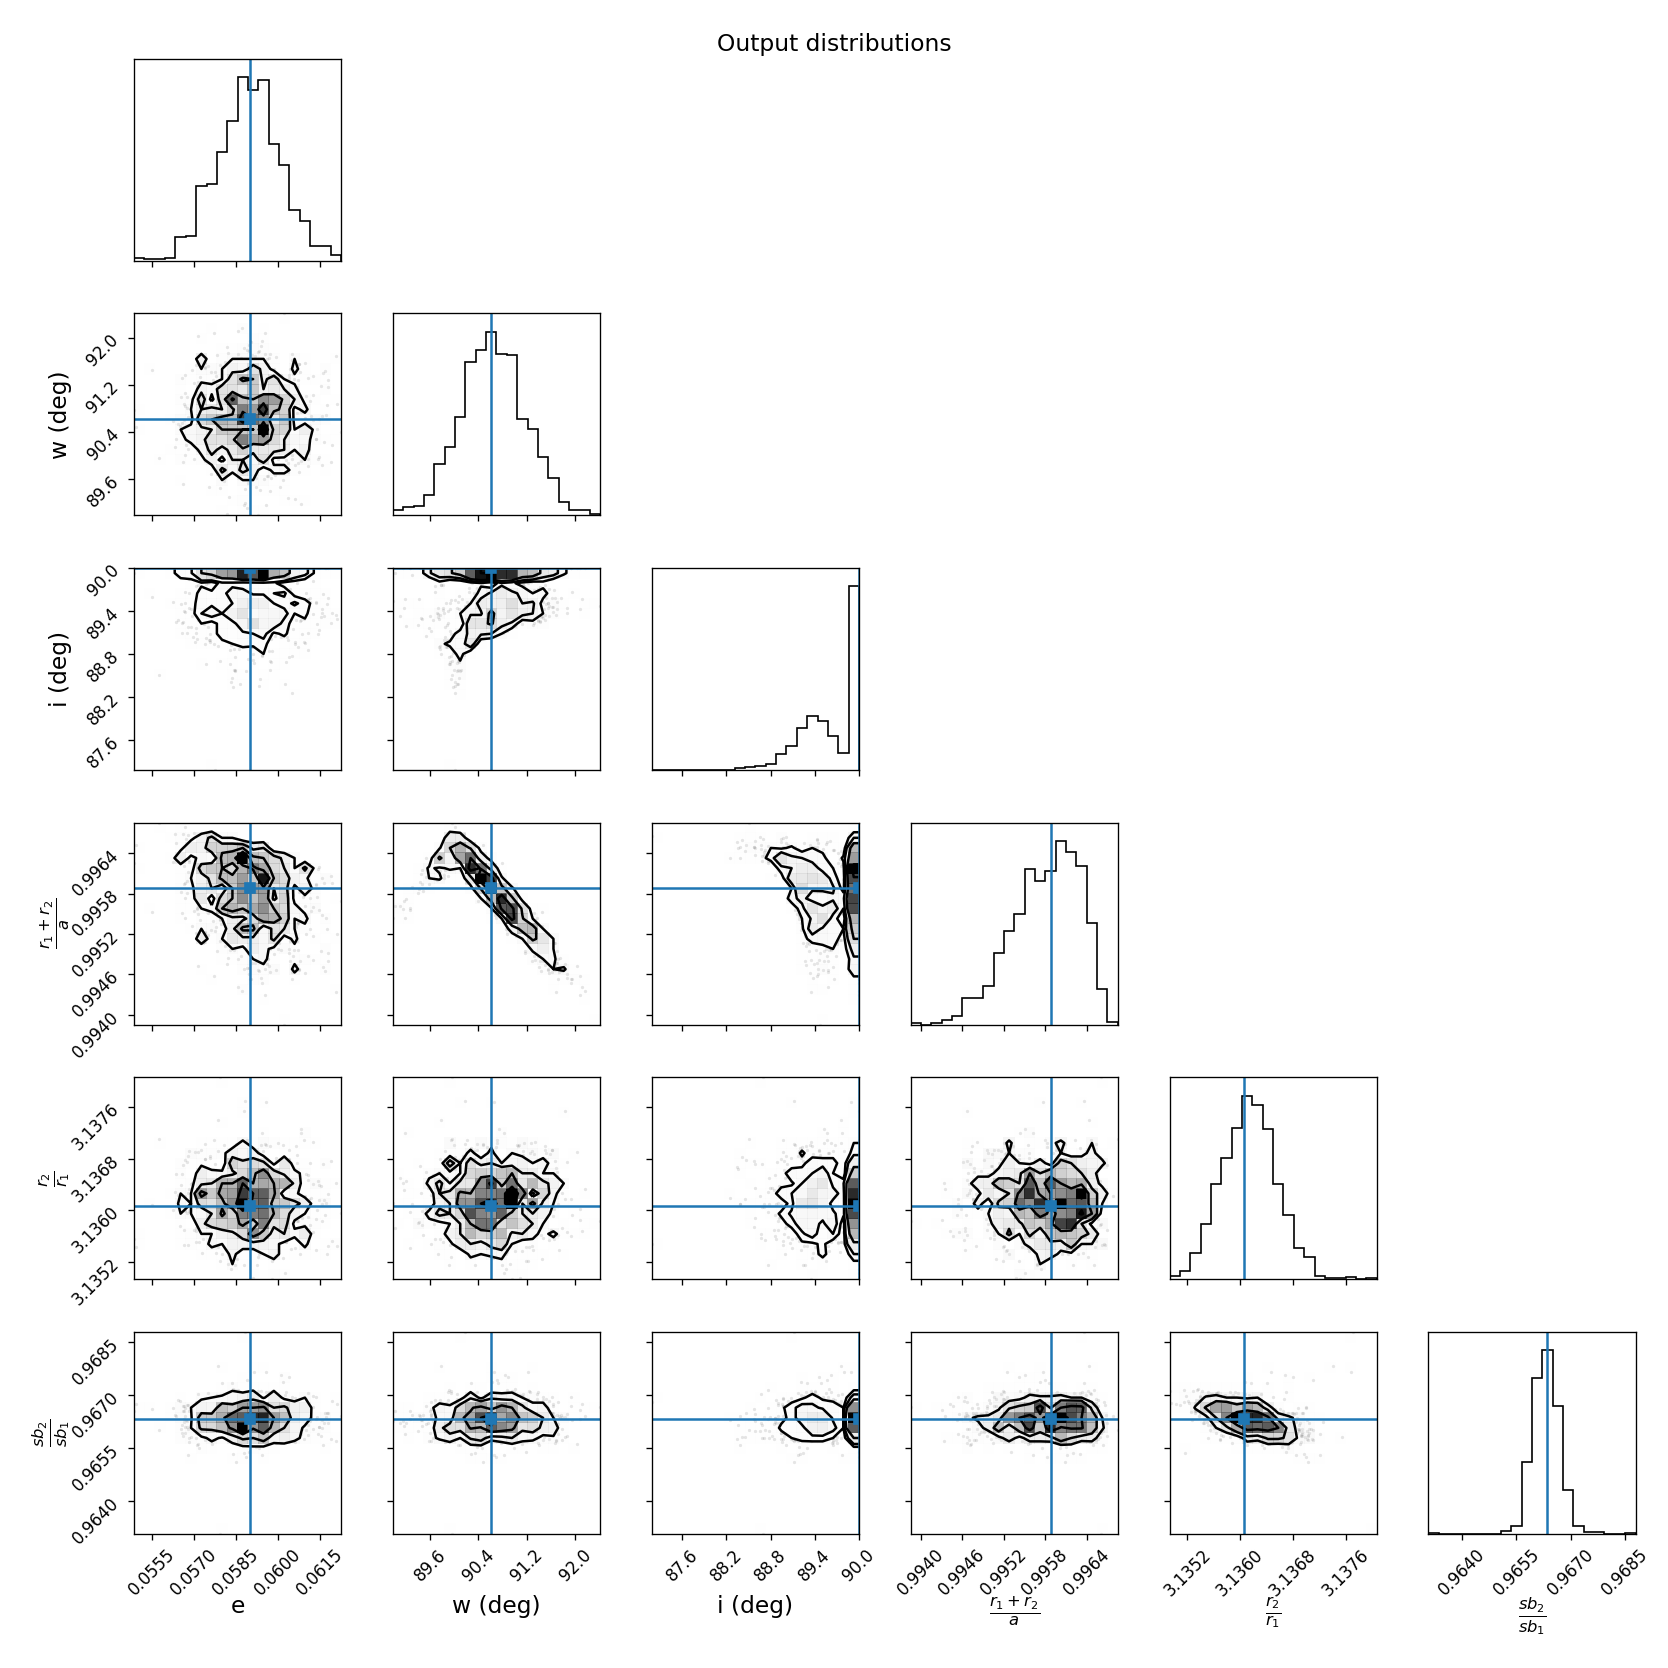 Output distributions
w (deg)
92.0
91.2
90.4
89.6
i (deg)
90.0
89.4
88.8
88.2
87.6
r₁ + r₂
a
0.9964
0.9958
0.9952
0.9946
0.9940
r₂
r₁
3.1376
3.1368
3.1360
3.1352
sb₂
sb₁
0.9685
0.9670
0.9655
0.9640
0.0555 0.0570 0.0585 0.0600 0.0615
e
89.6 90.4 91.2 92.0
w (deg)
87.6 88.2 88.8 89.4 90.0
i (deg)
0.9940 0.9946 0.9952 0.9958 0.9964
r₁ + r₂
a
3.1352 3.1360 3.1368 3.1376
r₂
r₁
0.9640 0.9655 0.9670 0.9685
sb₂
sb₁